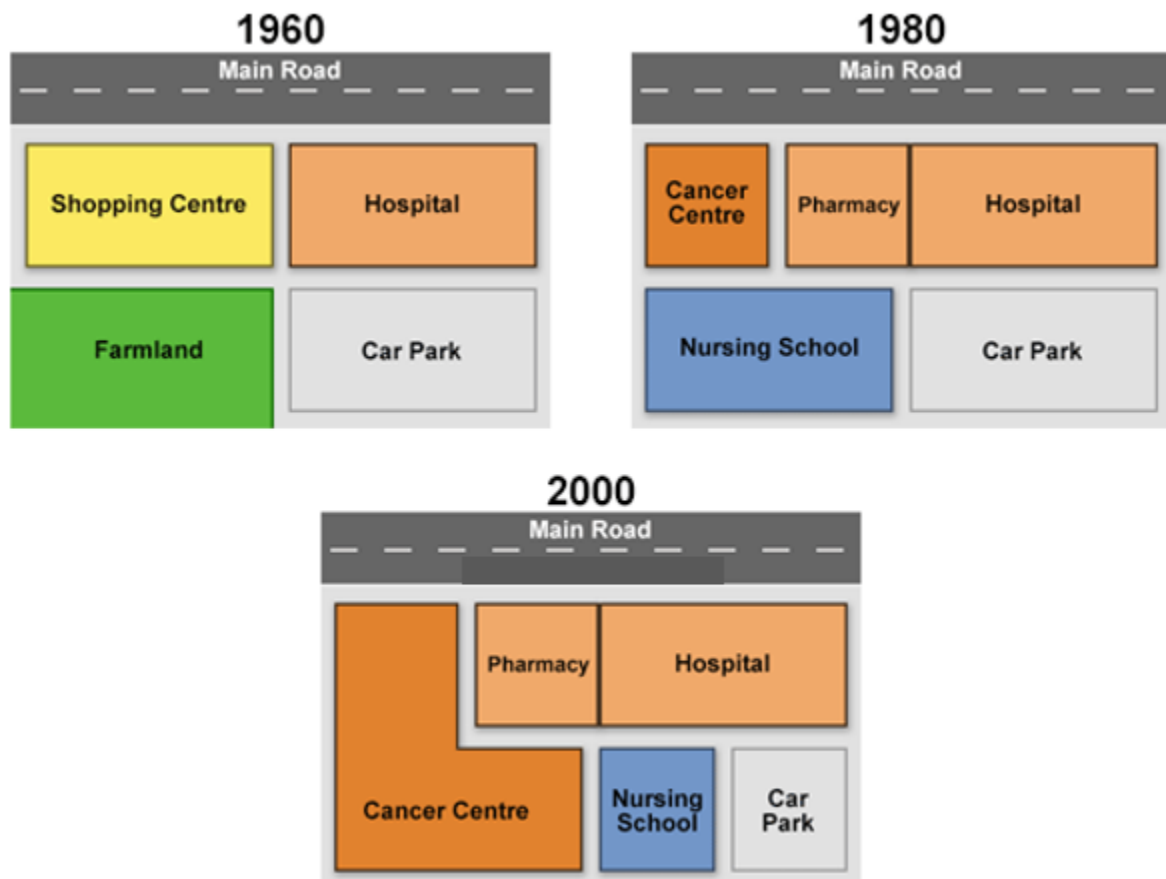 1960
Main Road
Shopping Centre
Hospital
Farmland
Car Park
1980
Main Road
Cancer
Centre
Pharmacy
Hospital
Nursing School
Car Park
2000
Main Road
Pharmacy
Hospital
Cancer Centre
Nursing
School
Car
Park